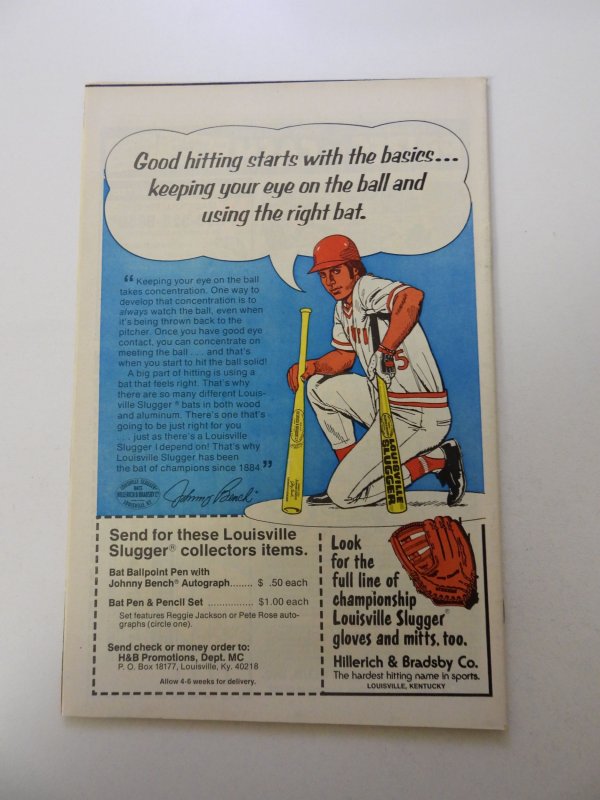 Good hitting starts with the basics...
keeping your eye on the ball and
using the right bat.
“Keeping your eye on the ball
takes concentration. One way to
develop that concentration is to
always watch the ball, even when
it's being thrown back to the
pitcher. Once you have good eye
contact, you can concentrate on
meeting the ball .... and that's
when you start to hit the ball solid!
A big part of hitting is using a
bat that feels right. That's why
there are so many different Louis-
ville Slugger® bats in both wood
and aluminum. There's one that's
going to be just right for you
... just as there's a Louisville
Slugger I depend on! That's why
Louisville Slugger has been
the bat of champions since 1884.”
HILLERICH & BRADSBY Co
Johnny Bench
5
LOUISVILLE
SLUGGER
Send for these Louisville
Slugger® collectors items.
Bat Ballpoint Pen with
Johnny Bench® Autograph....... $ .50 each
Bat Pen & Pencil Set ................ $1.00 each
Set features Reggie Jackson or Pete Rose auto-
graphs (circle one).
Send check or money order to:
H&B Promotions, Dept. MC
P. O. Box 18177, Louisville, Ky. 40218
Allow 4-6 weeks for delivery.
Look
for the
full line of
championship
Louisville Slugger®
gloves and mitts, too.
Hillerich & Bradsby Co.
The hardest hitting name in sports.
LOUISVILLE, KENTUCKY